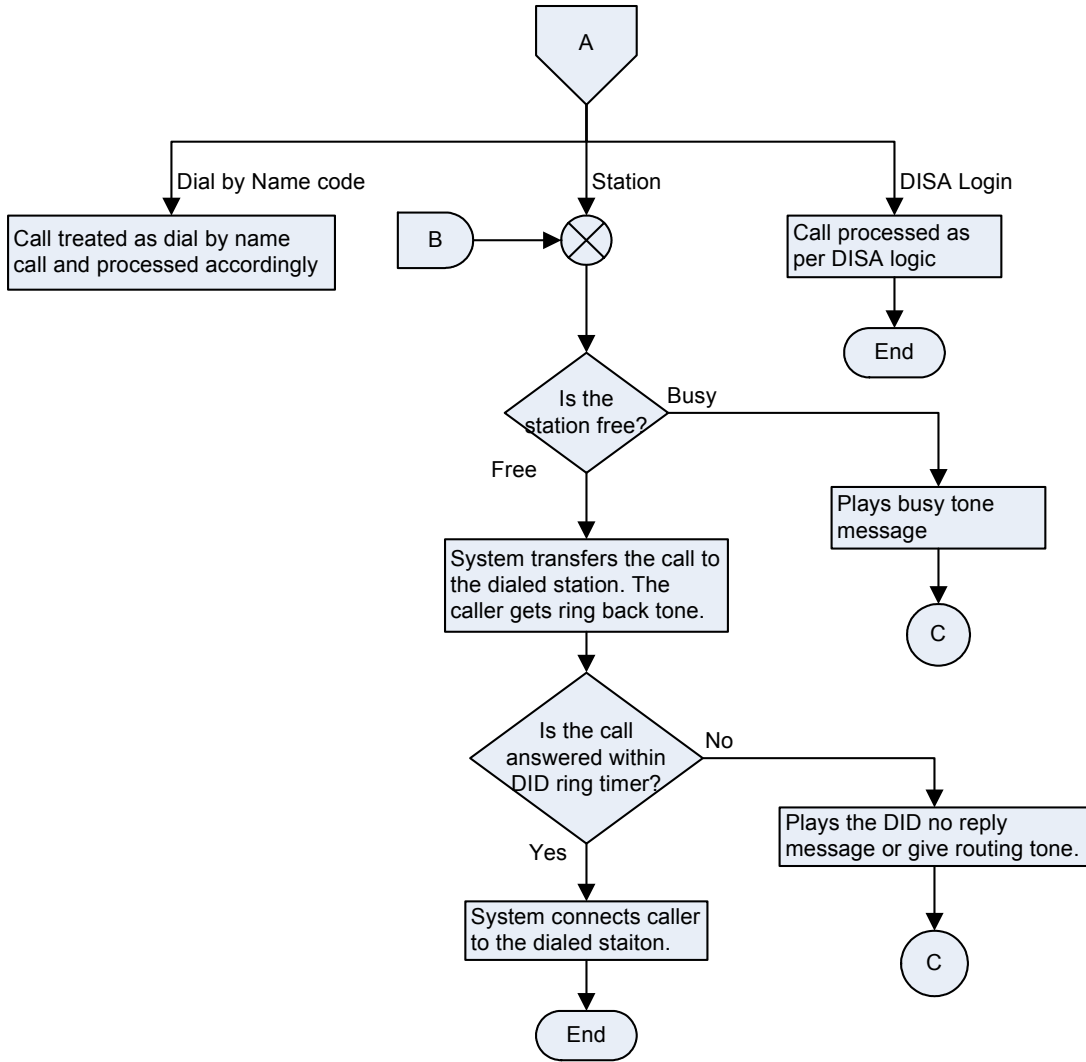 A
Dial by Name code
Station
DISA Login
Call treated as dial by name
call and processed accordingly
B
Call processed as
per DISA logic
End
Is the
station free?
Busy
Free
Plays busy tone
message
System transfers the call to
the dialed station. The
caller gets ring back tone.
C
Is the call
answered within
DID ring timer?
No
Yes
Plays the DID no reply
message or give routing tone.
System connects caller
to the dialed staiton.
C
End